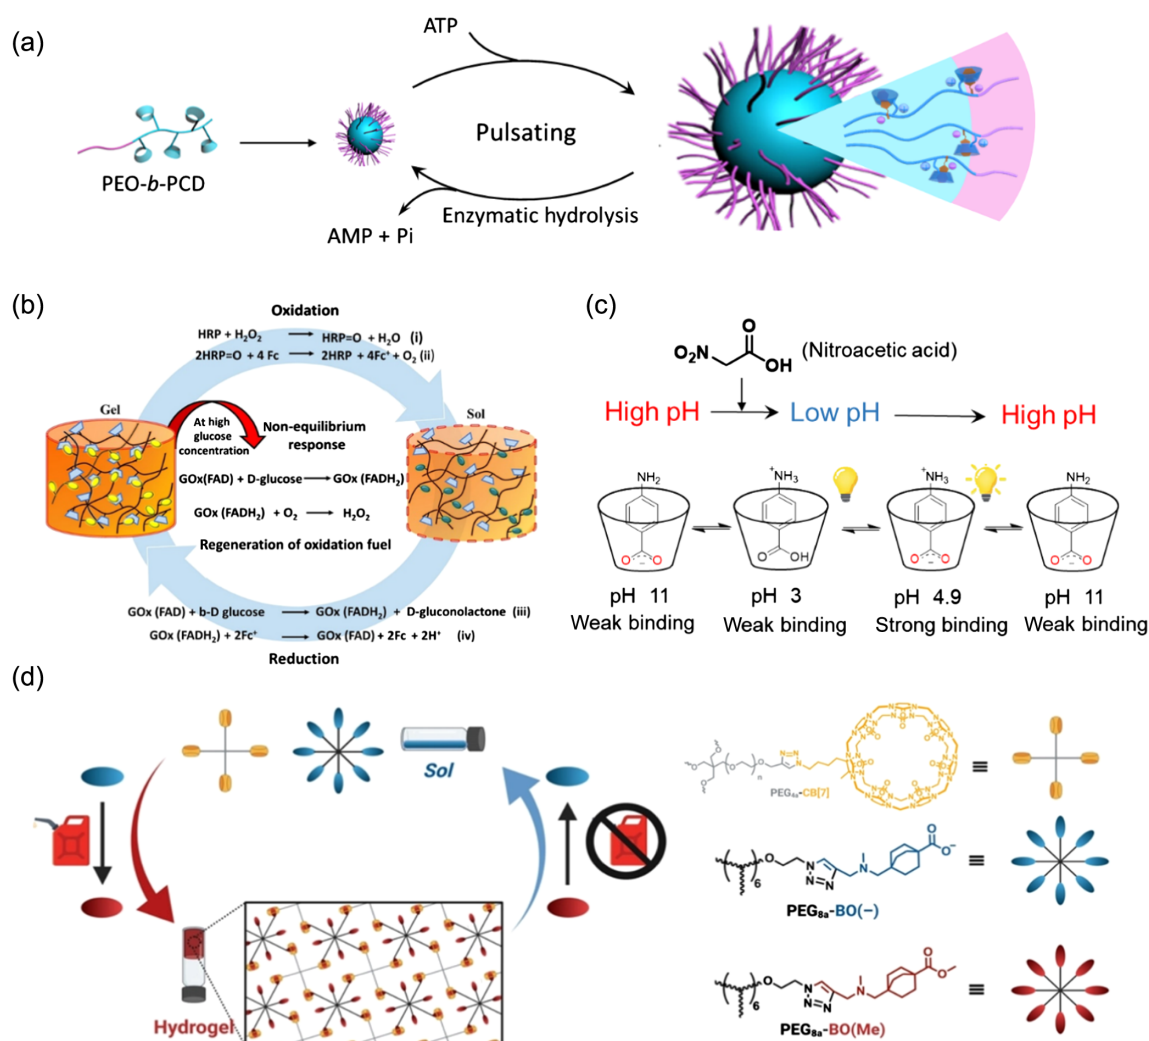 (a)
ATP
Pulsating
PEO-b-PCD
Enzymatic hydrolysis
AMP + Pi
(b)
Oxidation
HRP + H₂O₂ → HRP=O + H₂O (i)
2HRP=O + 4 Fc → 2HRP + 4Fc⁺ + O₂ (ii)
Gel
Sol
At high
glucose
concentration
Non-equilibrium
response
GOx(FAD) + D-glucose → GOx (FADH₂)
GOx (FADH₂) + O₂ → H₂O₂
Regeneration of oxidation fuel
GOx (FAD) + b-D glucose → GOx (FADH₂) + D-gluconolactone (iii)
GOx (FADH₂) + 2Fc⁺ → GOx (FAD) + 2Fc + 2H⁺ (iv)
Reduction
(c)
O
O₂N OH (Nitroacetic acid)
High pH → Low pH → High pH
NH₂ ⁺NH₃ ⁺NH₃ NH₂
O O O OH O O O O
pH 11 pH 3 pH 4.9 pH 11
Weak binding Weak binding Strong binding Weak binding
(d)
Sol
Hydrogel
PEG₄ₐ-CB[7]
PEG₈ₐ-BO(−)
PEG₈ₐ-BO(Me)